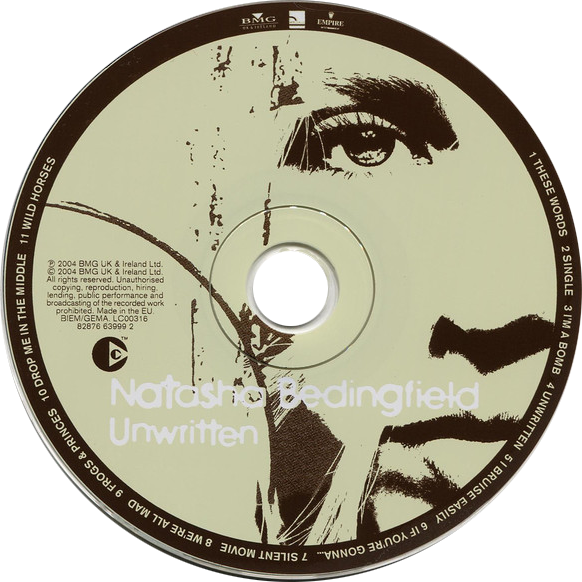 BMG
UK & IRELAND
EMPIRE
1 THESE WORDS 2 SINGLE 3 I'M A BOMB 4 UNWRITTEN 5 I BRUISE EASILY 6 IF YOU'RE GONNA... 7 SILENT MOVIE 8 WE'RE ALL MAD 9 FROGS & PRINCES 10 DROP ME IN THE MIDDLE 11 WILD HORSES
℗ 2004 BMG UK & Ireland Ltd.
© 2004 BMG UK & Ireland Ltd.
All rights reserved. Unauthorised
copying, reproduction, hiring,
lending, public performance and
broadcasting of the recorded work
prohibited. Made in the EU.
BIEM/GEMA. LC00316
82876 63999 2
C
TM
Natasha Bedingfield
Unwritten